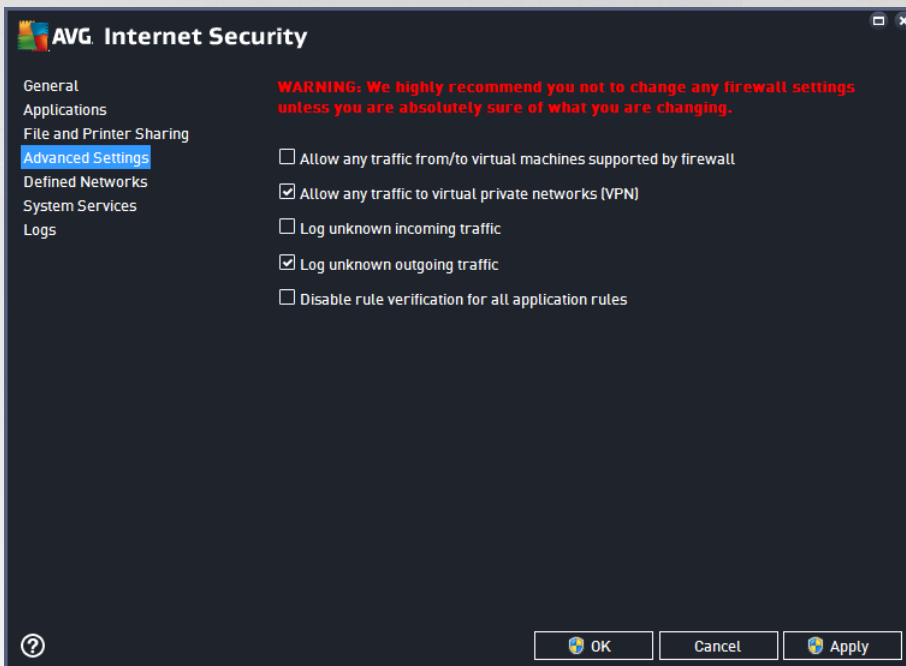 AVG. Internet Security
General
Applications
File and Printer Sharing
Advanced Settings
Defined Networks
System Services
Logs
WARNING: We highly recommend you not to change any firewall settings
unless you are absolutely sure of what you are changing.
Allow any traffic from/to virtual machines supported by firewall
Allow any traffic to virtual private networks (VPN)
Log unknown incoming traffic
Log unknown outgoing traffic
Disable rule verification for all application rules
?
OK
Cancel
Apply